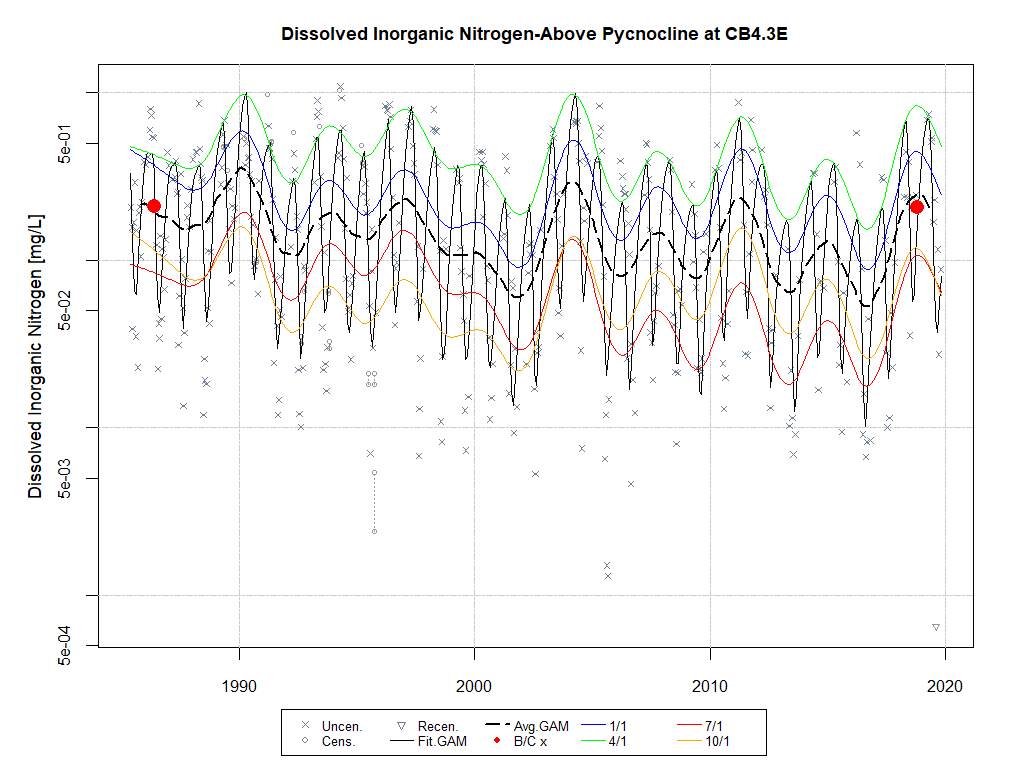 Dissolved Inorganic Nitrogen-Above Pycnocline at CB4.3E
Dissolved Inorganic Nitrogen [mg/L]
5e-01
5e-02
5e-03
5e-04
1990 2000 2010 2020
Uncen. Recen. Avg.GAM 1/1 7/1
Cens. Fit.GAM B/C x 4/1 10/1